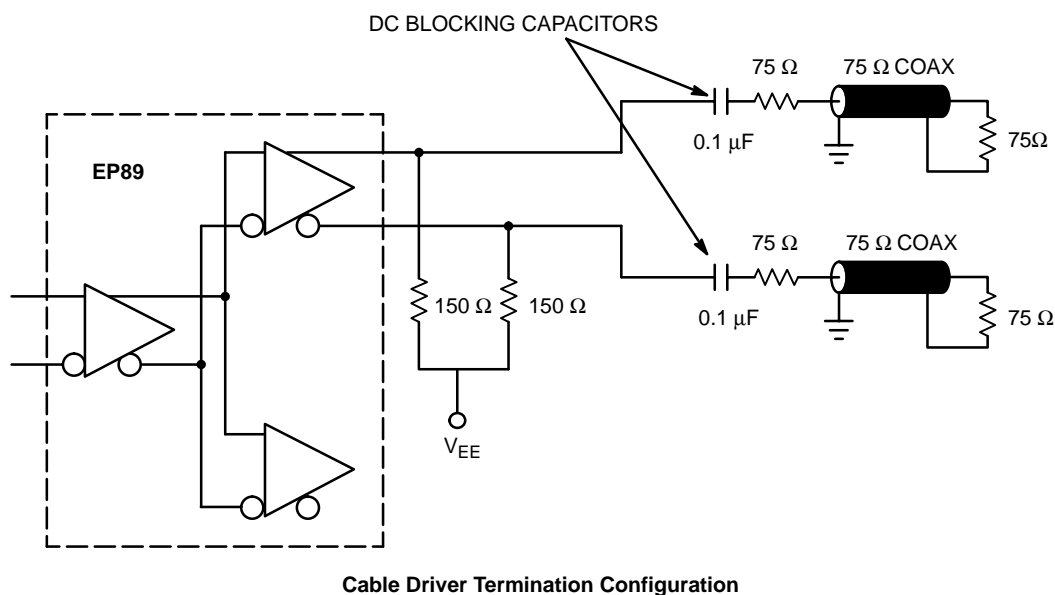 DC BLOCKING CAPACITORS
75 Ω
75 Ω COAX
0.1 μF
75Ω
EP89
75 Ω
75 Ω COAX
0.1 μF
75 Ω
150 Ω
150 Ω
VEE
Cable Driver Termination Configuration